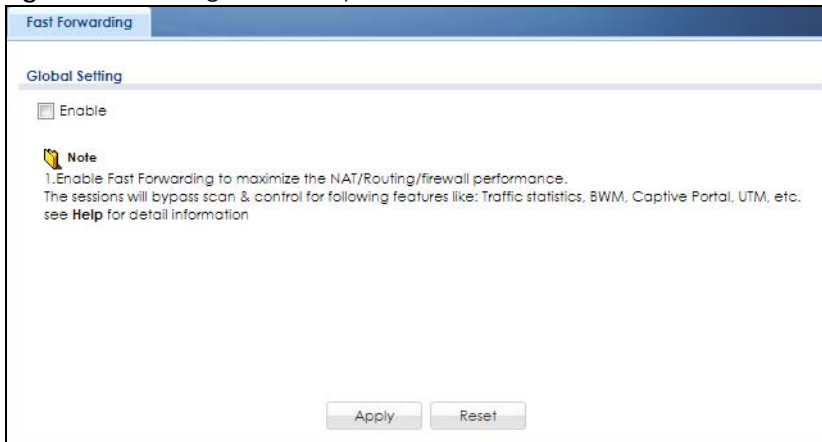 Fast Forwarding
Global Setting
Enable
Note
1.Enable Fast Forwarding to maximize the NAT/Routing/firewall performance.
The sessions will bypass scan & control for following features like: Traffic statistics, BWM, Captive Portal, UTM, etc.
see Help for detail information
Apply Reset